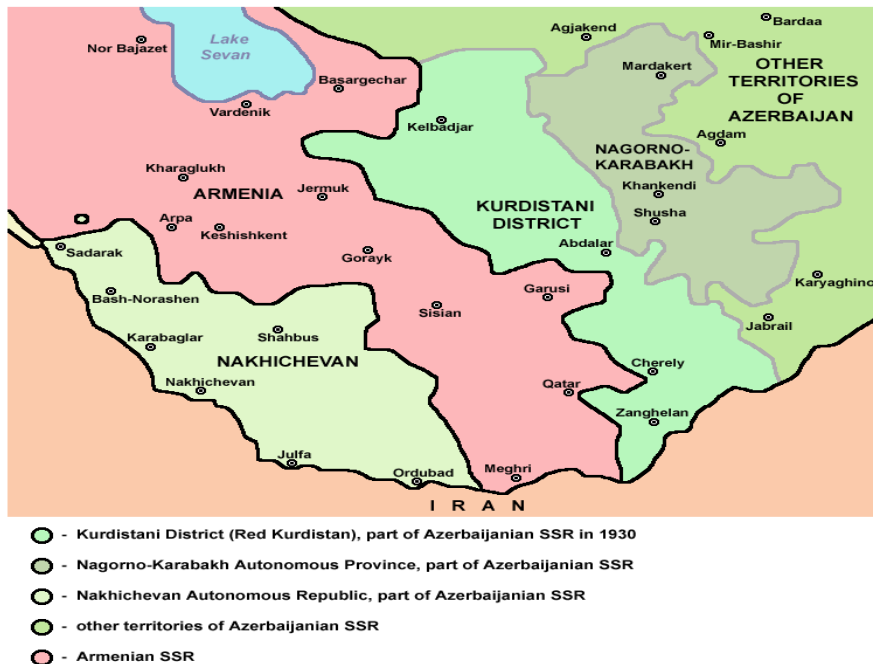 Bardaa
Agjakend
Mir-Bashir
Nor Bajazet
Lake
Sevan
OTHER
TERRITORIES
OF
AZERBAIJAN
Mardakert
Basargechar
Vardenik
Kelbadjar
Agdam
NAGORNO-
KARABAKH
Kharaglukh
ARMENIA
Jermuk
Khankendi
KURDISTANI
DISTRICT
Shusha
Arpa
Keshishkent
Abdalar
Sadarak
Gorayk
Karyaghino
Bash-Norashen
Garusi
Sisian
Jabrail
Karabaglar
Shahbus
NAKHICHEVAN
Cherely
Nakhichevan
Qatar
Zanghelan
Julfa
Ordubad
Meghri
I R A N
- Kurdistani District (Red Kurdistan), part of Azerbaijanian SSR in 1930
- Nagorno-Karabakh Autonomous Province, part of Azerbaijanian SSR
- Nakhichevan Autonomous Republic, part of Azerbaijanian SSR
- other territories of Azerbaijanian SSR
- Armenian SSR